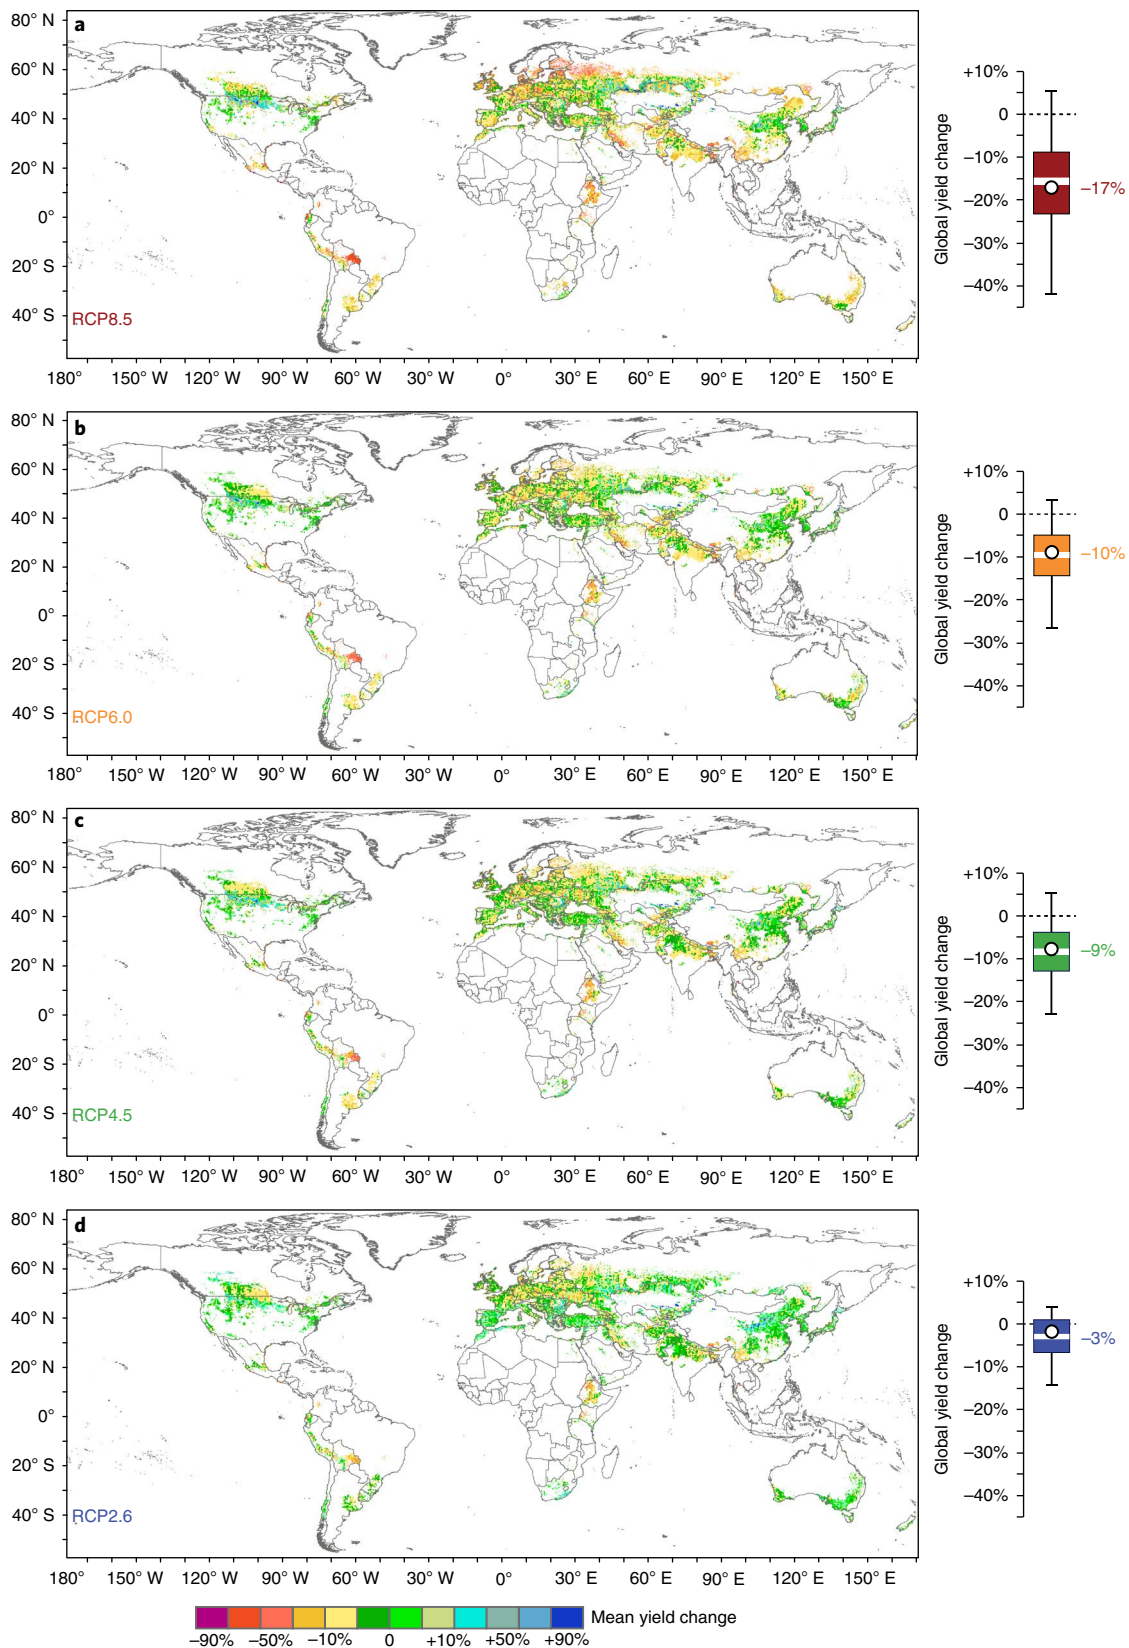 a
80° N
60° N
40° N
20° N
0°
20° S
40° S
RCP8.5
180°
150° W
120° W
90° W
60° W
30° W
0°
30° E
60° E
90° E
120° E
150° E
Global yield change
+10%
0
–10%
–20%
–30%
–40%
–17%
b
80° N
60° N
40° N
20° N
0°
20° S
40° S
RCP6.0
180°
150° W
120° W
90° W
60° W
30° W
0°
30° E
60° E
90° E
120° E
150° E
Global yield change
+10%
0
–10%
–20%
–30%
–40%
–10%
c
80° N
60° N
40° N
20° N
0°
20° S
40° S
RCP4.5
180°
150° W
120° W
90° W
60° W
30° W
0°
30° E
60° E
90° E
120° E
150° E
Global yield change
+10%
0
–10%
–20%
–30%
–40%
–9%
d
80° N
60° N
40° N
20° N
0°
20° S
40° S
RCP2.6
180°
150° W
120° W
90° W
60° W
30° W
0°
30° E
60° E
90° E
120° E
150° E
Global yield change
+10%
0
–10%
–20%
–30%
–40%
–3%
Mean yield change
–90%
–50%
–10%
0
+10%
+50%
+90%